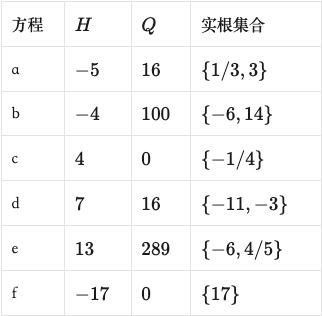 方程 H Q 实根集合
a −5 16 {1/3, 3}
b −4 100 {−6, 14}
c 4 0 {−1/4}
d 7 16 {−11, −3}
e 13 289 {−6, 4/5}
f −17 0 {17}